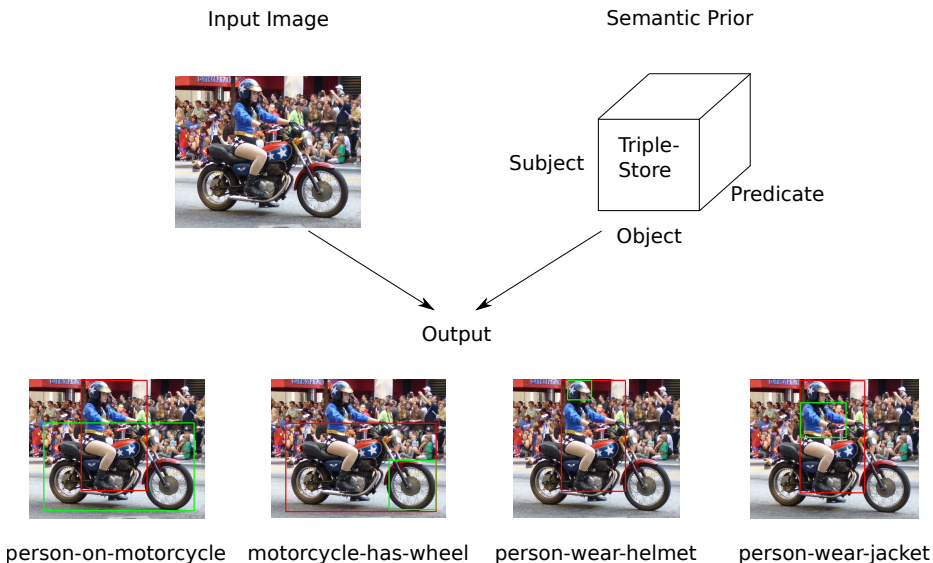 Input Image
Semantic Prior
Triple-
Store
Subject
Predicate
Object
Output
person-on-motorcycle
motorcycle-has-wheel
person-wear-helmet
person-wear-jacket